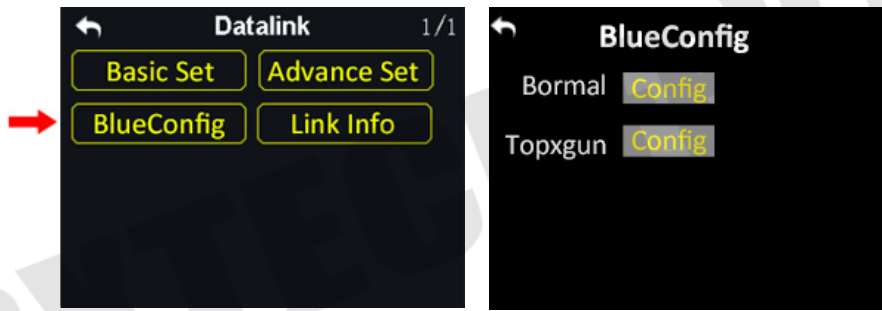 Datalink 1/1
Basic Set Advance Set
BlueConfig Link Info
BlueConfig
Bormal Config
Topxgun Config